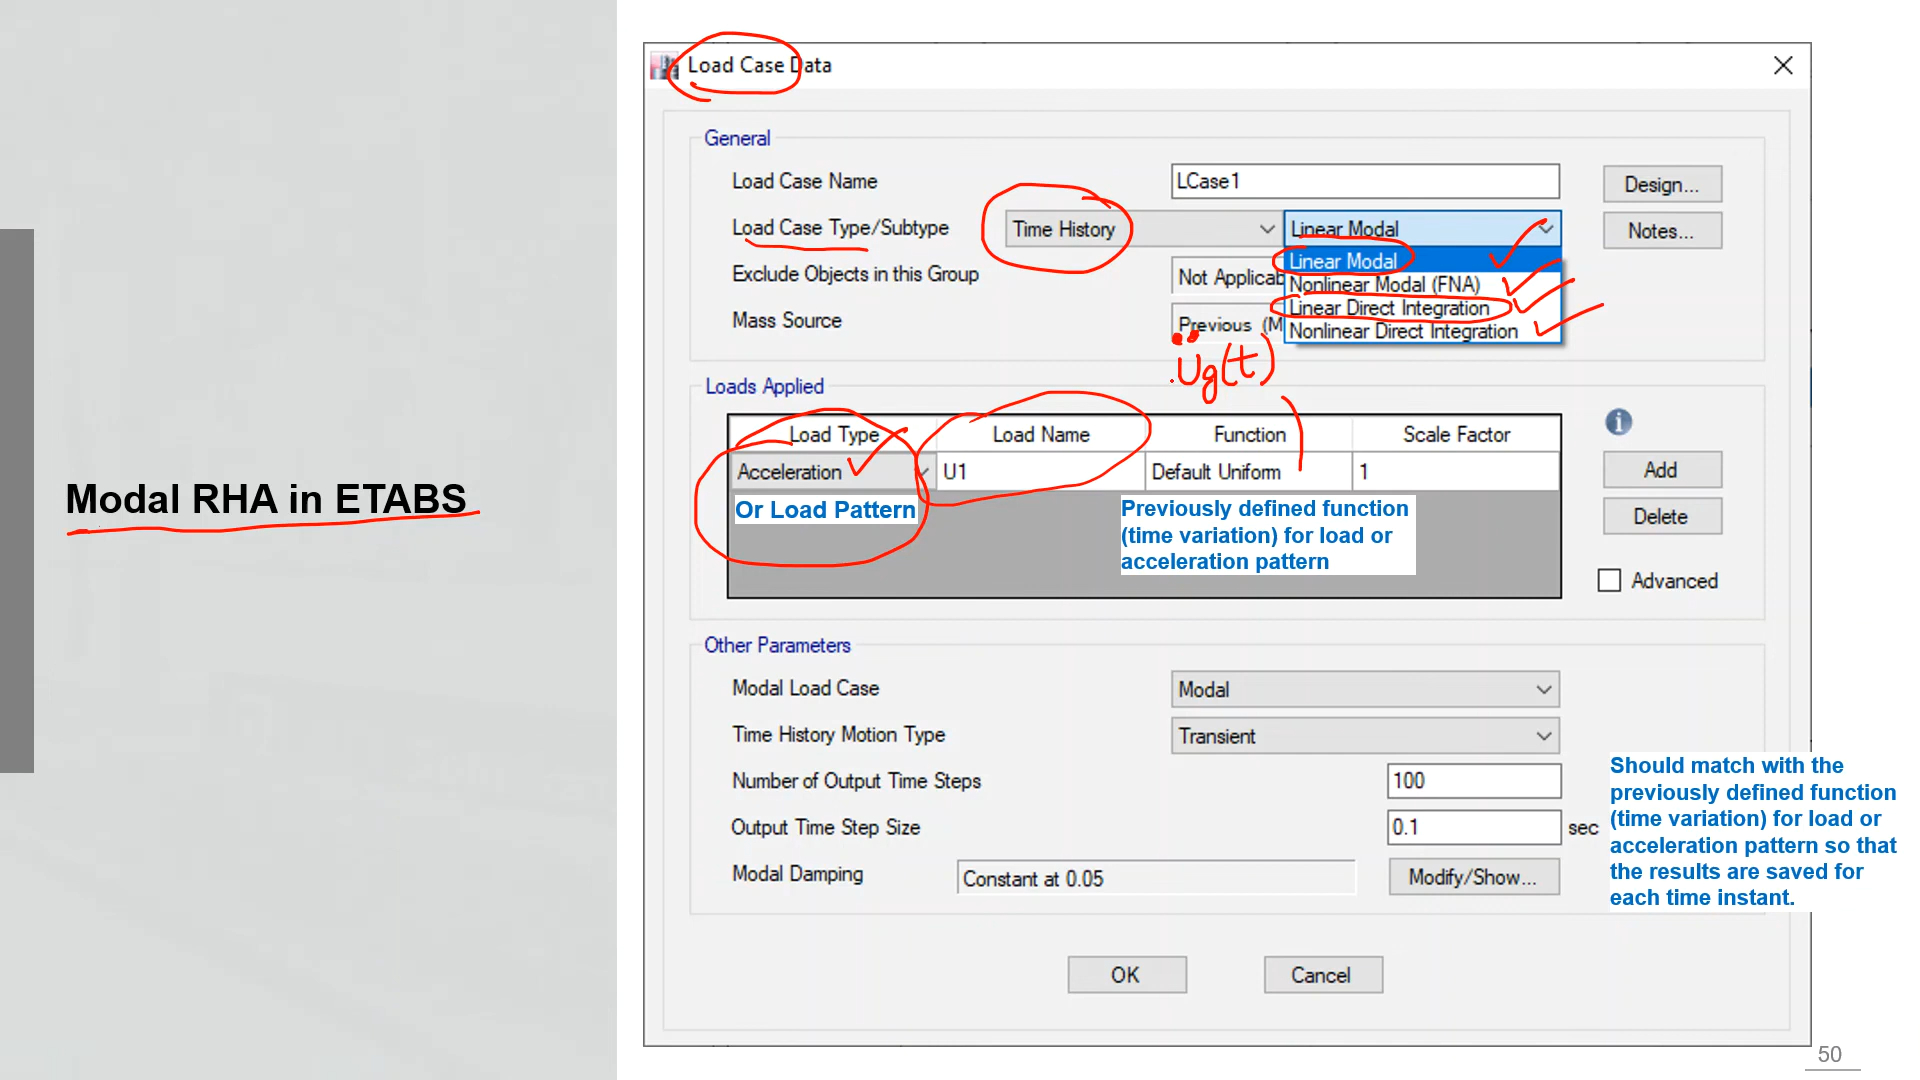 Modal RHA in ETABS
Load Case Data
General
Load Case Name
LCase1
Design...
Load Case Type/Subtype
Time History
Linear Modal
Notes...
Linear Modal
Nonlinear Modal (FNA)
Linear Direct Integration
Nonlinear Direct Integration
Exclude Objects in this Group
Not Applicab
Mass Source
Previous (M
üg(t)
Loads Applied
Load Type
Load Name
Function
Scale Factor
Acceleration
U1
Default Uniform
1
Add
Or Load Pattern
Previously defined function
(time variation) for load or
acceleration pattern
Delete
Advanced
Other Parameters
Modal Load Case
Modal
Time History Motion Type
Transient
Number of Output Time Steps
100
Output Time Step Size
0.1
sec
Modal Damping
Constant at 0.05
Modify/Show...
Should match with the
previously defined function
(time variation) for load or
acceleration pattern so that
the results are saved for
each time instant.
OK
Cancel
50